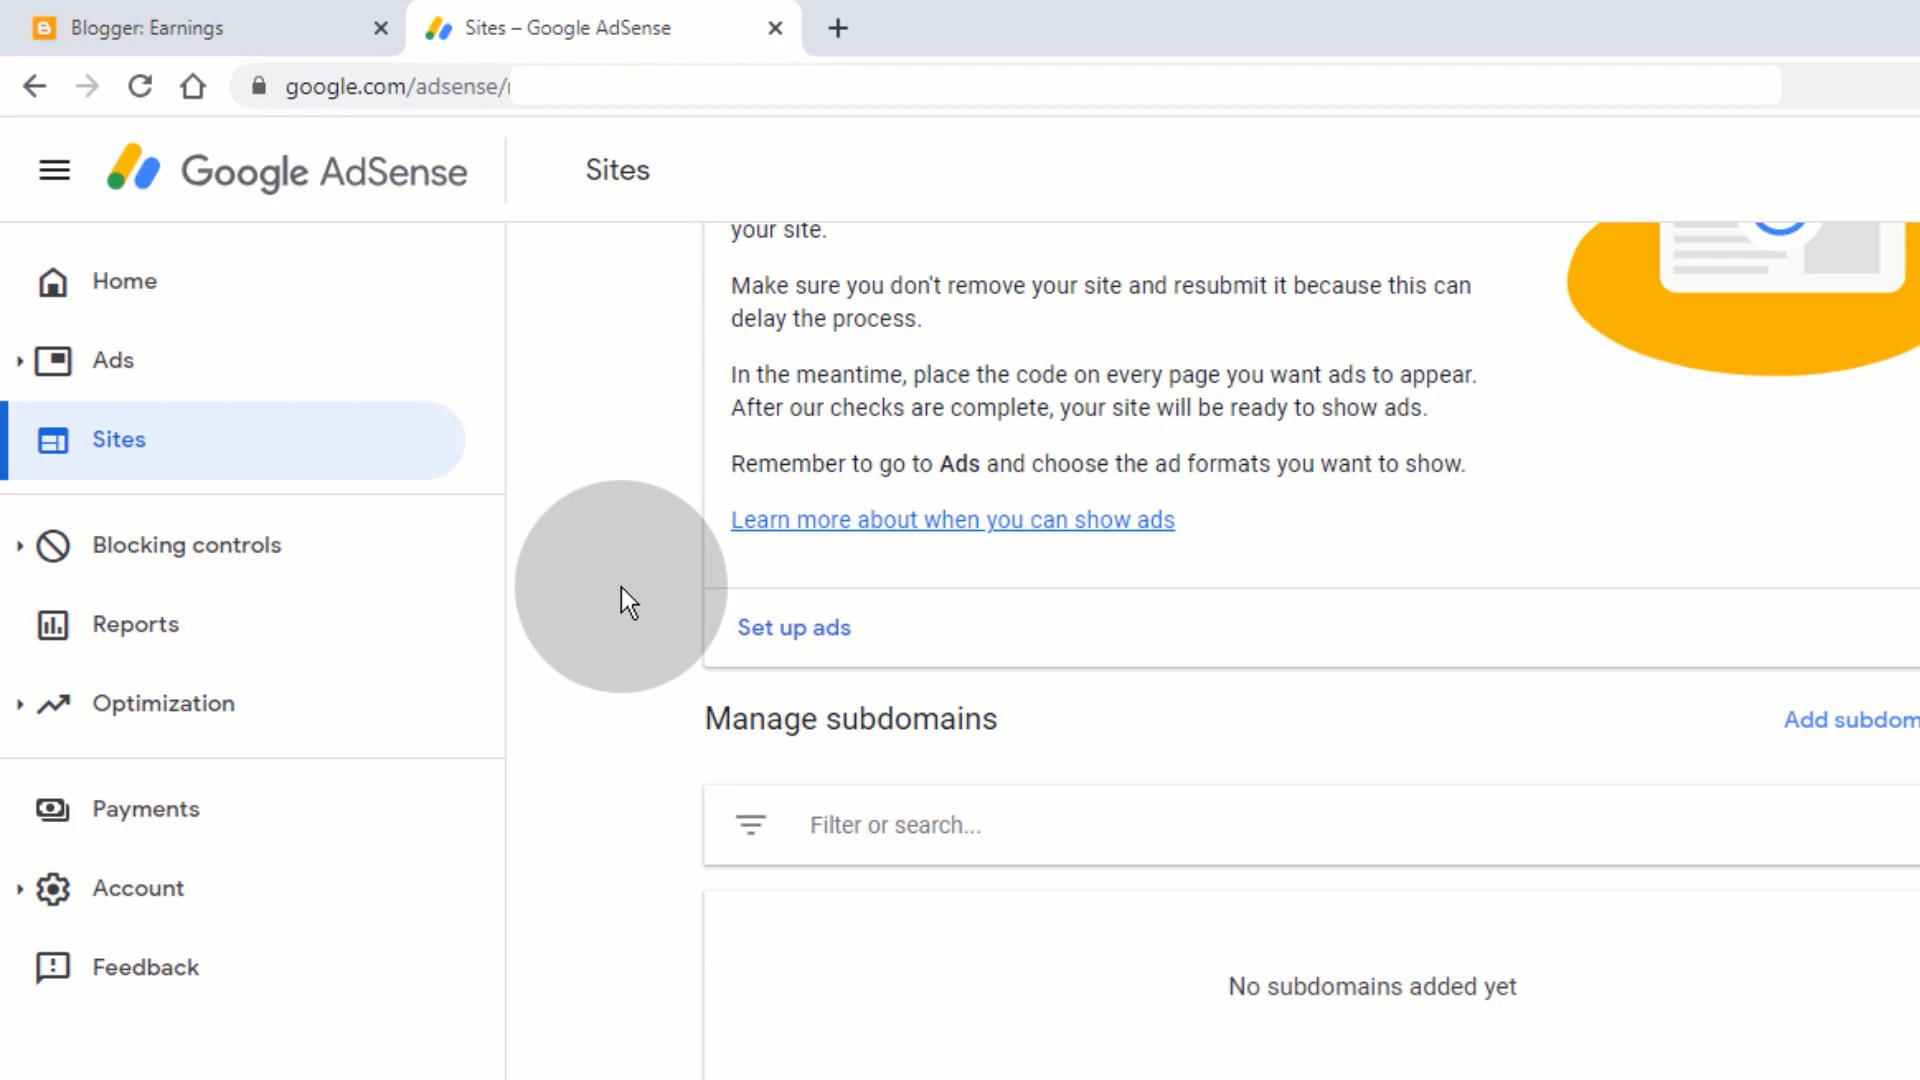 Blogger: Earnings
Sites – Google AdSense
google.com/adsense/
Google AdSense
Sites
your site.
Make sure you don't remove your site and resubmit it because this can
delay the process.
In the meantime, place the code on every page you want ads to appear.
After our checks are complete, your site will be ready to show ads.
Remember to go to Ads and choose the ad formats you want to show.
Learn more about when you can show ads
Set up ads
Manage subdomains
Add subdom
Filter or search...
No subdomains added yet
Home
Ads
Sites
Blocking controls
Reports
Optimization
Payments
Account
Feedback